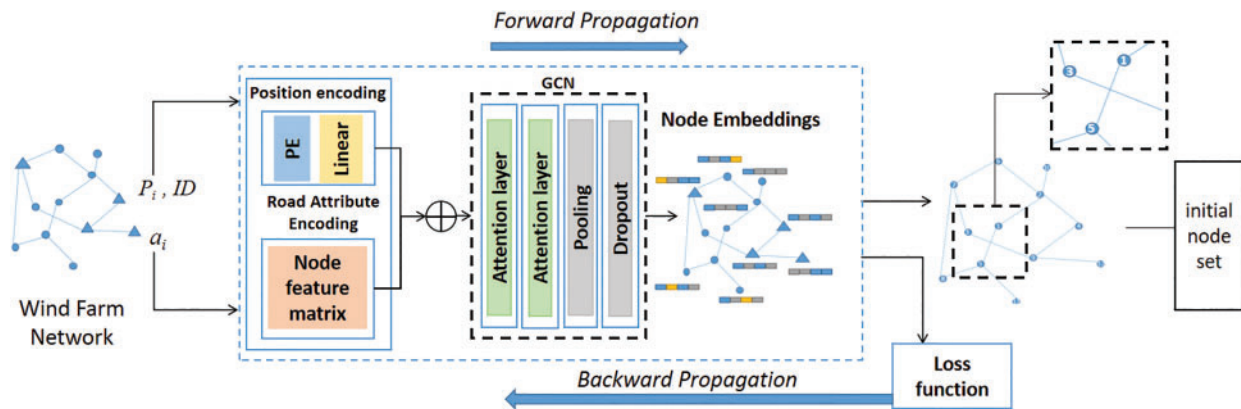 Forward Propagation
GCN
Position encoding
PE
Linear
Road Attribute
Encoding
Node
feature
matrix
P_i , ID
a_i
Wind Farm
Network
Attention layer
Attention layer
Pooling
Dropout
Node Embeddings
1
3
5
initial
node
set
Loss
function
Backward Propagation